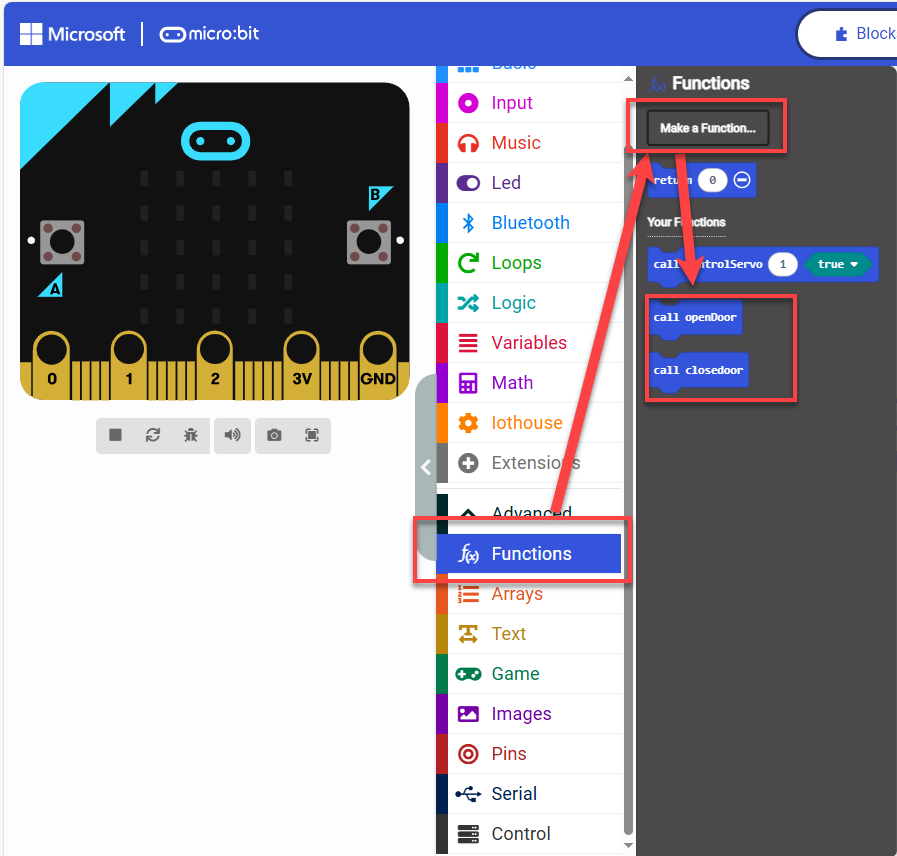 Microsoft
micro:bit
Block
B
A
0
1
2
3V
GND
Basic
Input
Music
Led
Bluetooth
Loops
Logic
Variables
Math
Iothouse
Extensions
Advanced
f(x) Functions
Arrays
Text
Game
Images
Pins
Serial
Control
f(x) Functions
Make a Function...
return 0
Your Functions
call controlServo 1 true
call openDoor
call closedoor